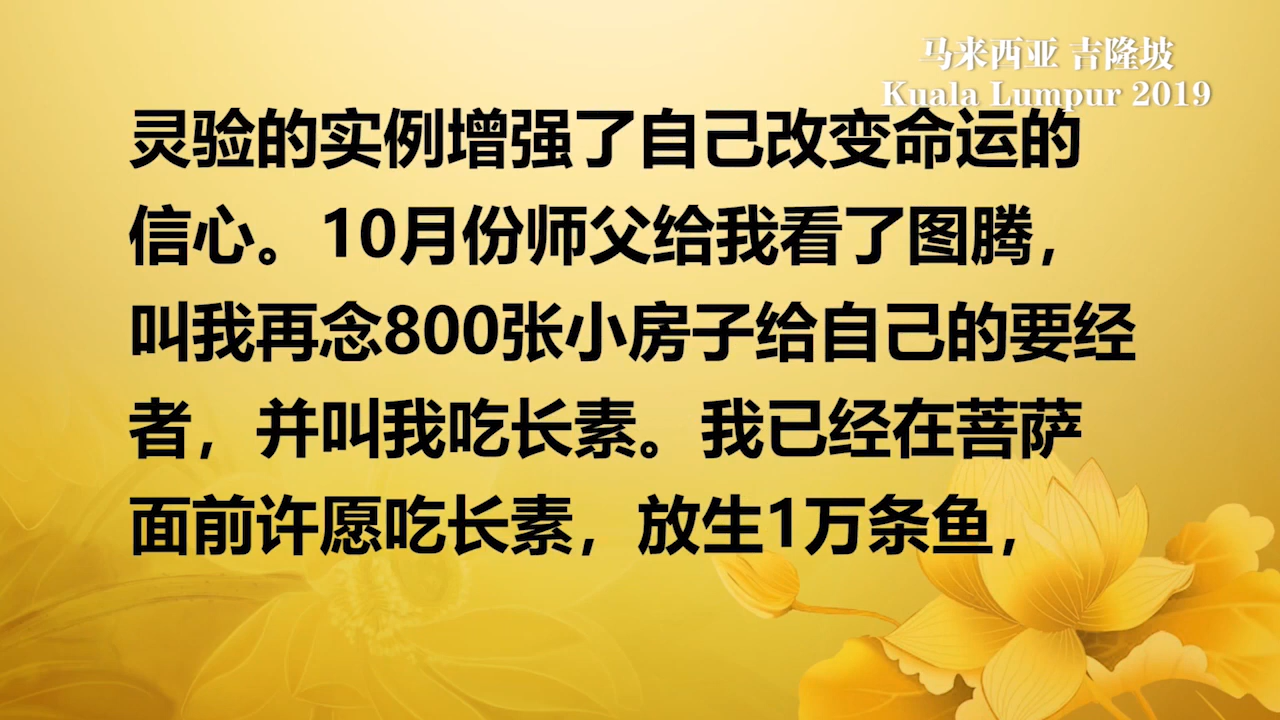 马来西亚 吉隆坡
Kuala Lumpur 2019
灵验的实例增强了自己改变命运的
信心。10月份师父给我看了图腾，
叫我再念800张小房子给自己的要经
者，并叫我吃长素。我已经在菩萨
面前许愿吃长素，放生1万条鱼，